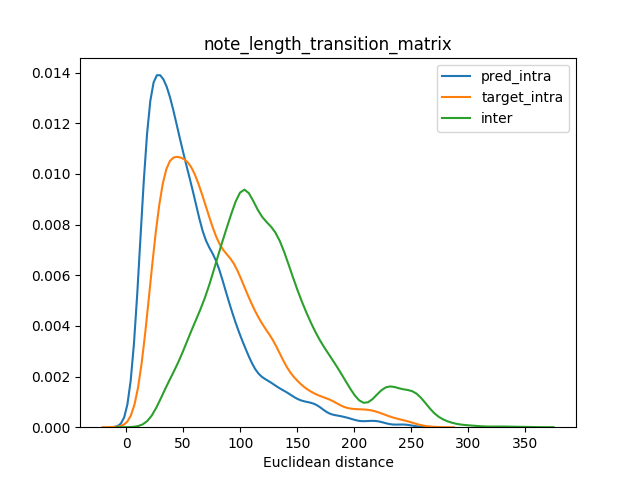 note_length_transition_matrix
0.014
0.012
0.010
0.008
0.006
0.004
0.002
0.000
pred_intra
target_intra
inter
0 50 100 150 200 250 300 350
Euclidean distance